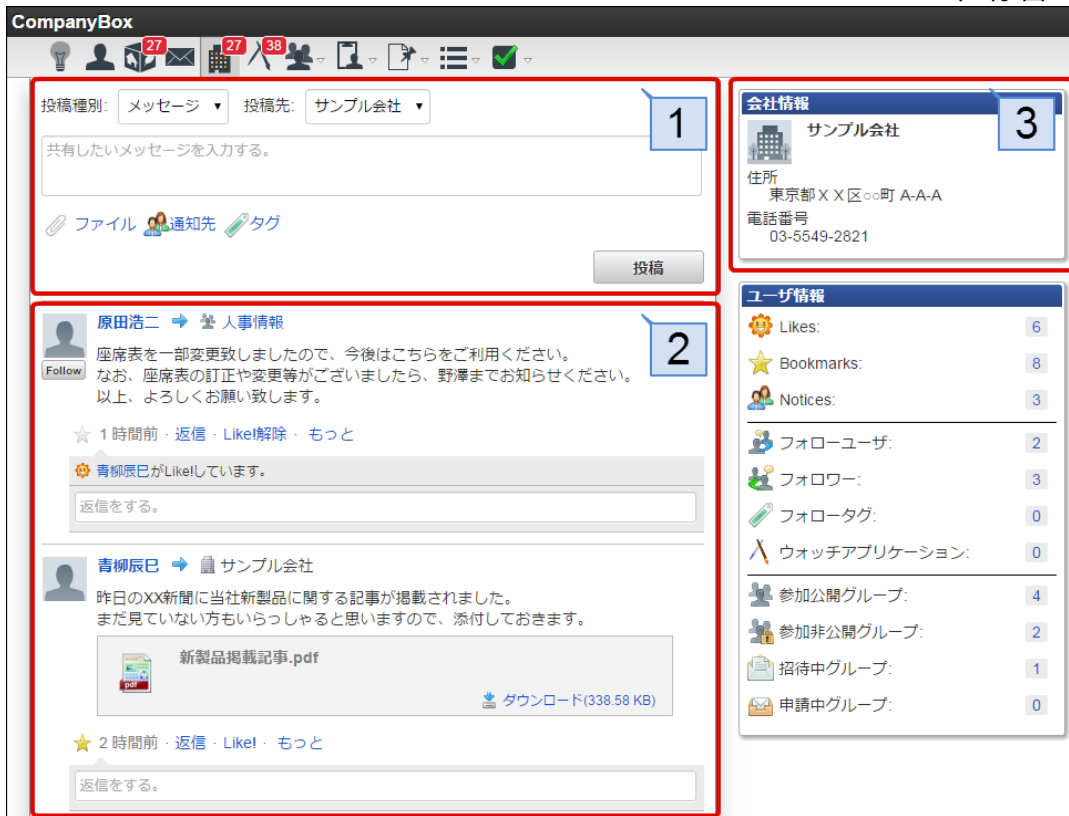 CompanyBox
27
27
38
投稿種別: メッセージ 投稿先: サンプル会社
1
共有したいメッセージを入力する。
ファイル 通知先 タグ
投稿
原田浩二 人事情報
2
Follow
座席表を一部変更致しましたので、今後はこちらをご利用ください。
なお、座席表の訂正や変更等がございましたら、野澤までお知らせください。
以上、よろしくお願い致します。
1 時間前 · 返信 · Like!解除 · もっと
青柳辰巳がLike!しています。
返信をする。
青柳辰巳 サンプル会社
昨日のXX新聞に当社新製品に関する記事が掲載されました。
まだ見ていない方もいらっしゃると思いますので、添付しておきます。
新製品掲載記事.pdf
pdf
ダウンロード(338.58 KB)
2 時間前 · 返信 · Like! · もっと
返信をする。
会社情報
3
サンプル会社
住所
東京都ＸＸ区○○町 A-A-A
電話番号
03-5549-2821
ユーザ情報
Likes: 6
Bookmarks: 8
Notices: 3
フォローユーザ: 2
フォロワー: 3
フォロータグ: 0
ウォッチアプリケーション: 0
参加公開グループ: 4
参加非公開グループ: 2
招待中グループ: 1
申請中グループ: 0